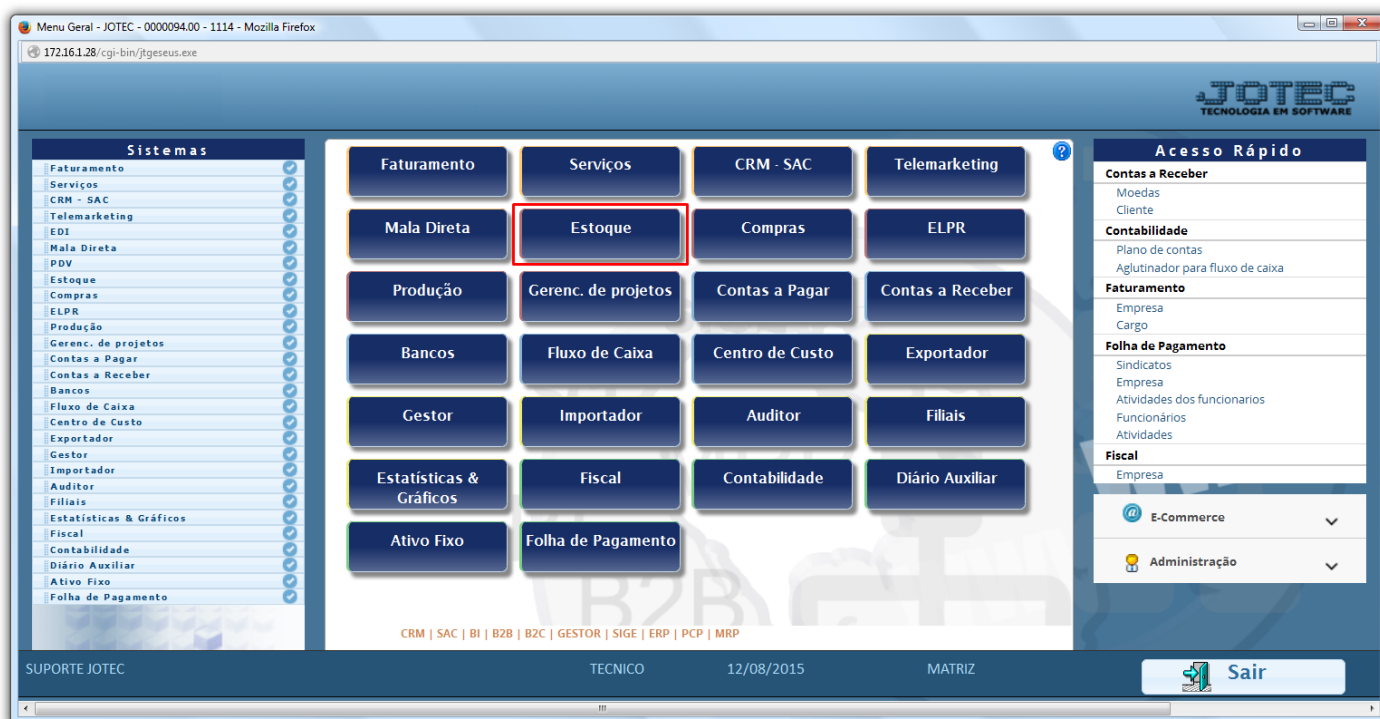 Menu Geral - JOTEC - 0000094.00 - 1114 - Mozilla Firefox
172.16.1.28/cgi-bin/jtgeseus.exe
JOTEC
TECNOLOGIA EM SOFTWARE
Sistemas
Faturamento
Serviços
CRM - SAC
Telemarketing
EDI
Mala Direta
PDV
Estoque
Compras
ELPR
Produção
Gerenc. de projetos
Contas a Pagar
Contas a Receber
Bancos
Fluxo de Caixa
Centro de Custo
Exportador
Gestor
Importador
Auditor
Filiais
Estatísticas & Gráficos
Fiscal
Contabilidade
Diário Auxiliar
Ativo Fixo
Folha de Pagamento
Faturamento
Serviços
CRM - SAC
Telemarketing
Mala Direta
Estoque
Compras
ELPR
Produção
Gerenc. de projetos
Contas a Pagar
Contas a Receber
Bancos
Fluxo de Caixa
Centro de Custo
Exportador
Gestor
Importador
Auditor
Filiais
Estatísticas &
Gráficos
Fiscal
Contabilidade
Diário Auxiliar
Ativo Fixo
Folha de Pagamento
B2B
CRM | SAC | BI | B2B | B2C | GESTOR | SIGE | ERP | PCP | MRP
?
Acesso Rápido
Contas a Receber
Moedas
Cliente
Contabilidade
Plano de contas
Aglutinador para fluxo de caixa
Faturamento
Empresa
Cargo
Folha de Pagamento
Sindicatos
Empresa
Atividades dos funcionarios
Funcionários
Atividades
Fiscal
Empresa
E-Commerce
Administração
SUPORTE JOTEC
TECNICO
12/08/2015
MATRIZ
Sair